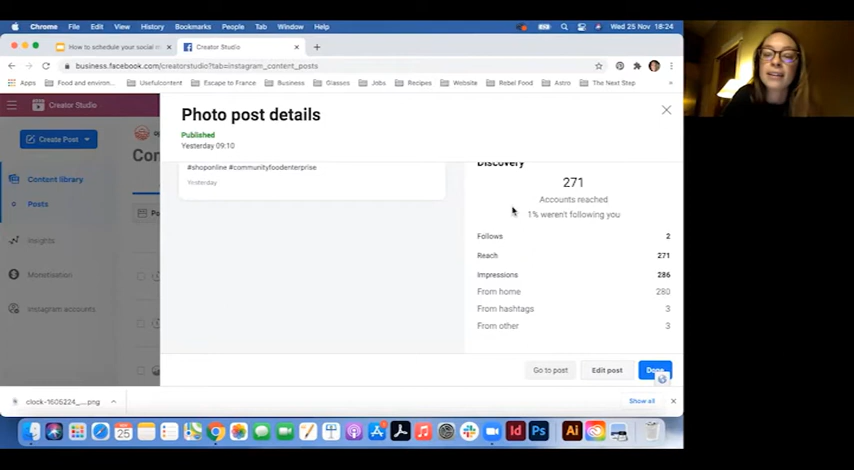 Chrome File Edit View History Bookmarks People Tab Window Help Wed 25 Nov 18:24
How to schedule your social m
Creator Studio
business.facebook.com/creatorstudio?tab=instagram_content_posts
Apps Food and environ... Usefulcontent Escape to France Business Glasses Jobs Recipes Website Rebel Food Astro The Next Step
Creator Studio
Create Post
Content library
Posts
Insights
Monetisation
Instagram accounts
Con
Photo post details
Published
Yesterday 09:10
#shoponline #communityfoodenterprise
Yesterday
Discovery
271
Accounts reached
1% weren't following you
Follows 2
Reach 271
Impressions 286
From home 280
From hashtags 3
From other 3
Go to post Edit post Done
clock-1605224_....png
Show all